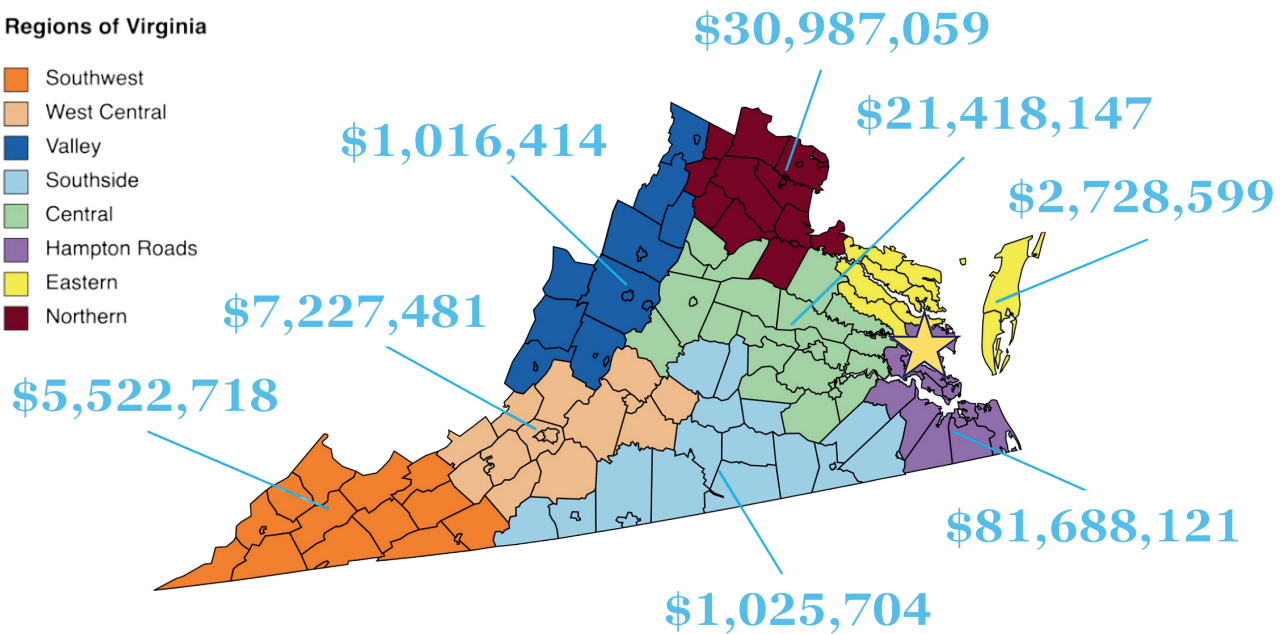 Regions of Virginia
Southwest
West Central
Valley
Southside
Central
Hampton Roads
Eastern
Northern
$30,987,059
$21,418,147
$1,016,414
$2,728,599
$7,227,481
$5,522,718
$81,688,121
$1,025,704